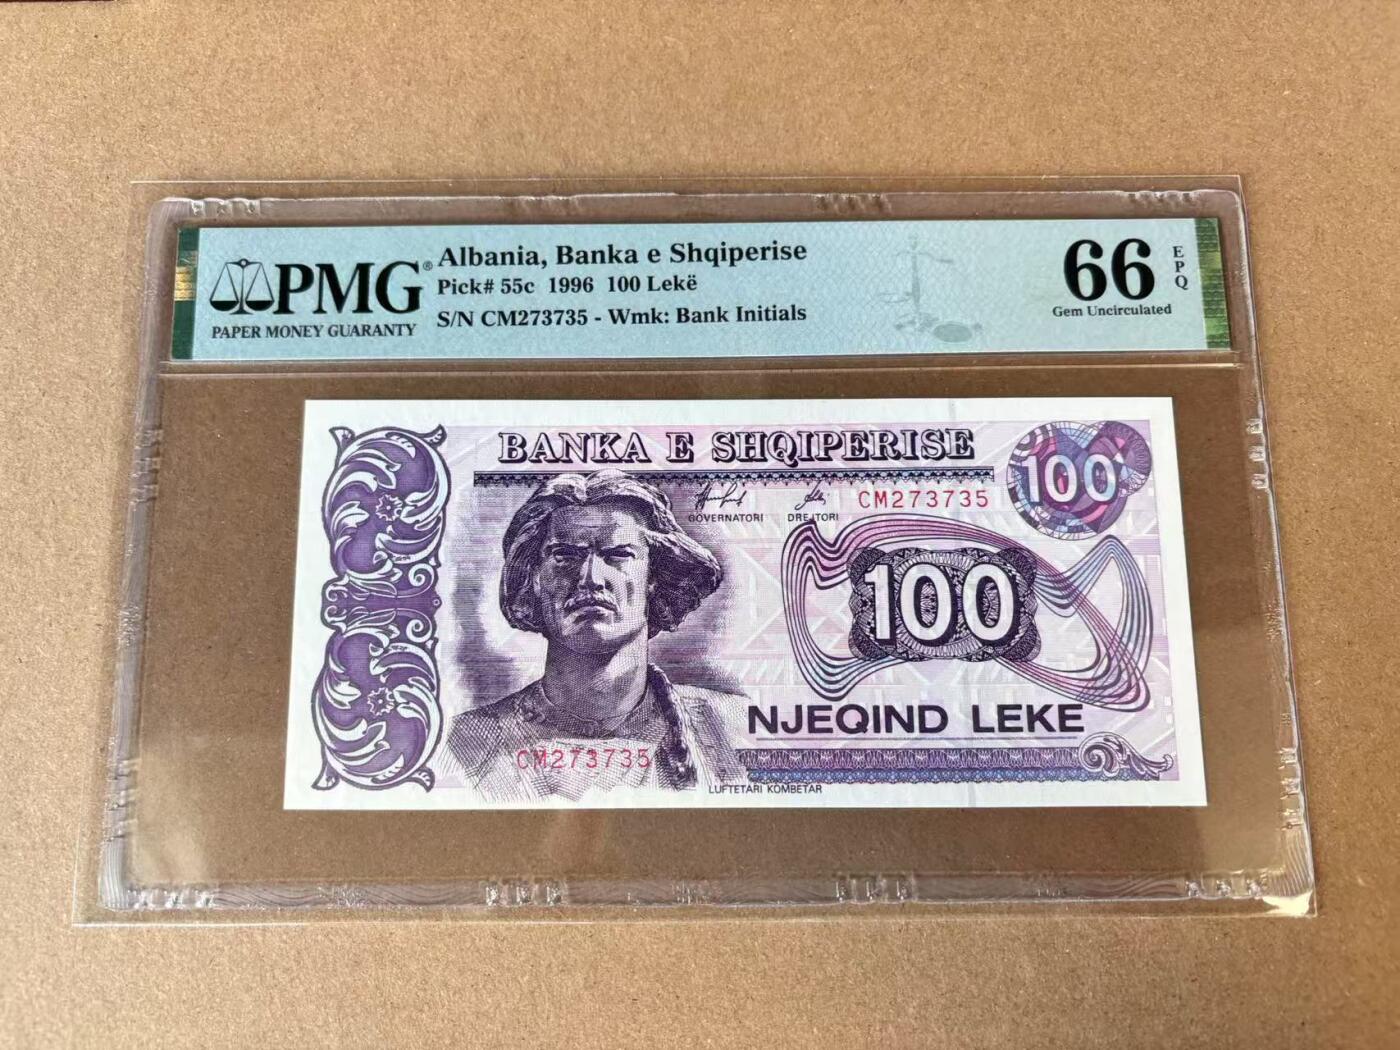 PMG®
PAPER MONEY GUARANTY
Albania, Banka e Shqiperise
Pick# 55c 1996 100 Lekë
S/N CM273735 - Wmk: Bank Initials
66
EPQ
Gem Uncirculated
BANKA E SHQIPERISE
100
GOVERNATORI DREJTORI
CM273735
100
NJEQIND LEKE
CM273735
LUFTETARI KOMBETAR